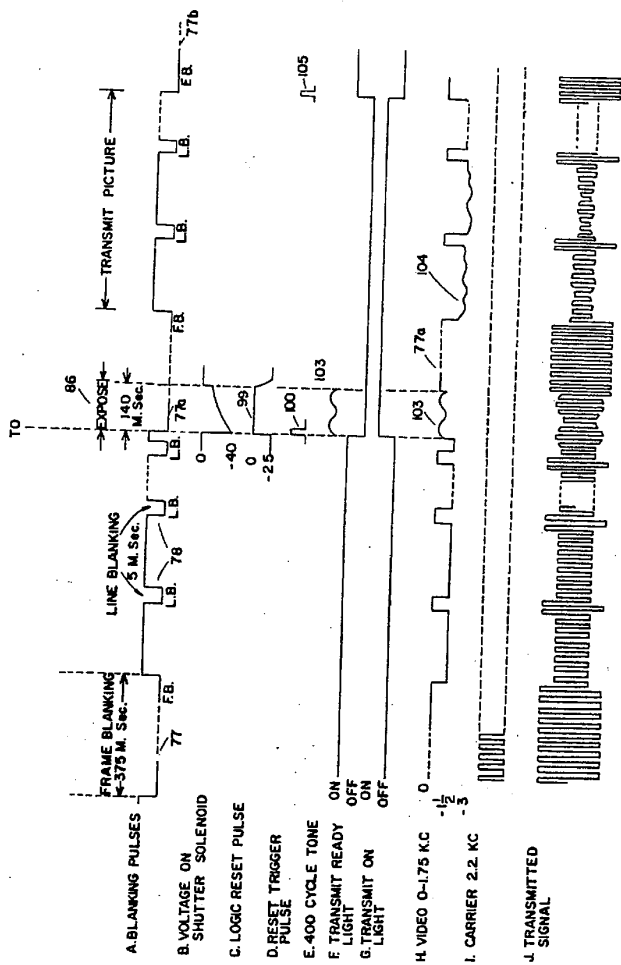 TO
86
EXPOSE
140
M. Sec.
TRANSMIT PICTURE
FRAME BLANKING
375 M. Sec.
LINE BLANKING
5 M. Sec.
77
F.B.
L.B.
78
L.B.
L.B.
77a
F.B.
L.B.
L.B.
F.B.
77b
A. BLANKING PULSES
B. VOLTAGE ON
SHUTTER SOLENOID
0
-40
C. LOGIC RESET PULSE
0
-25
99
D. RESET TRIGGER
PULSE
100
105
E. 400 CYCLE TONE
103
F. TRANSMIT READY
LIGHT
ON
OFF
G. TRANSMIT ON
LIGHT
ON
OFF
H. VIDEO 0-1.75 K.C
0
-1 1/2
-3
103
77a
104
I. CARRIER 2.2 KC
J. TRANSMITTED
SIGNAL